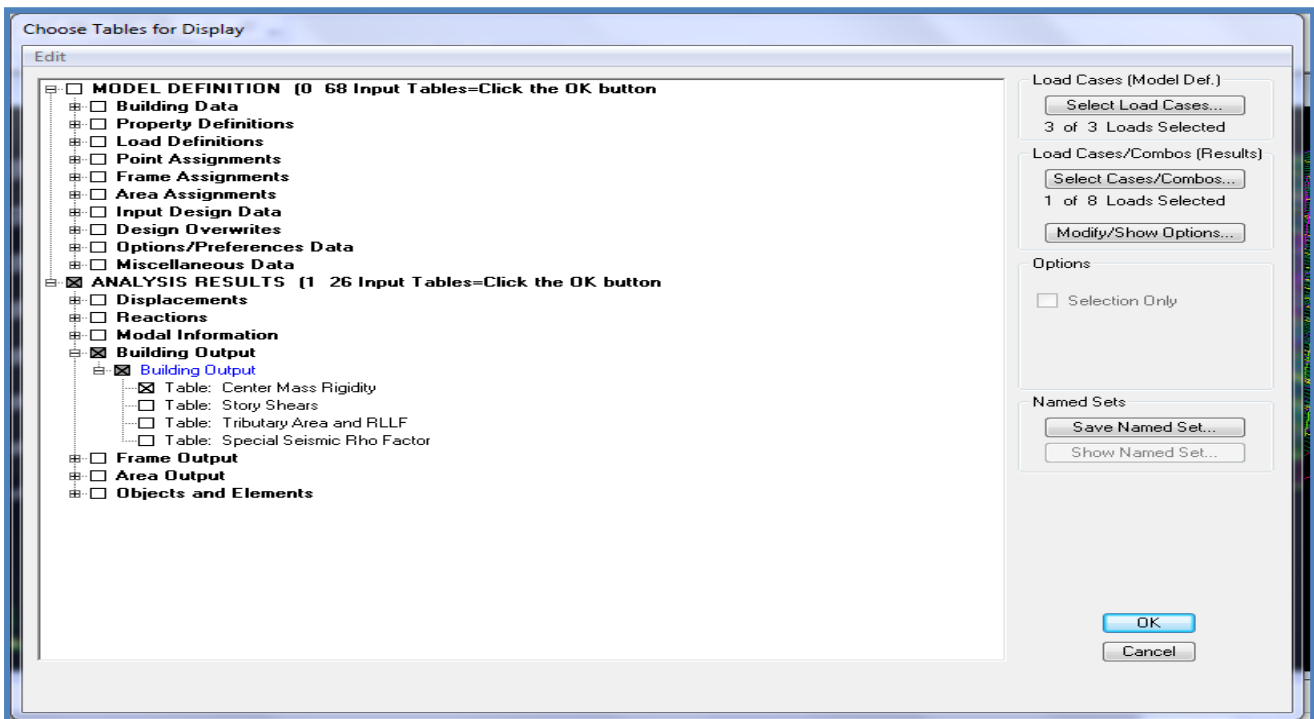 Choose Tables for Display
Edit
MODEL DEFINITION (0 68 Input Tables=Click the OK button
Building Data
Property Definitions
Load Definitions
Point Assignments
Frame Assignments
Area Assignments
Input Design Data
Design Overwrites
Options/Preferences Data
Miscellaneous Data
ANALYSIS RESULTS (1 26 Input Tables=Click the OK button
Displacements
Reactions
Modal Information
Building Output
Building Output
Table: Center Mass Rigidity
Table: Story Shears
Table: Tributary Area and RLLF
Table: Special Seismic Rho Factor
Frame Output
Area Output
Objects and Elements
Load Cases (Model Def.)
Select Load Cases...
3 of 3 Loads Selected
Load Cases/Combos (Results)
Select Cases/Combos...
1 of 8 Loads Selected
Modify/Show Options...
Options
Selection Only
Named Sets
Save Named Set...
Show Named Set...
OK
Cancel